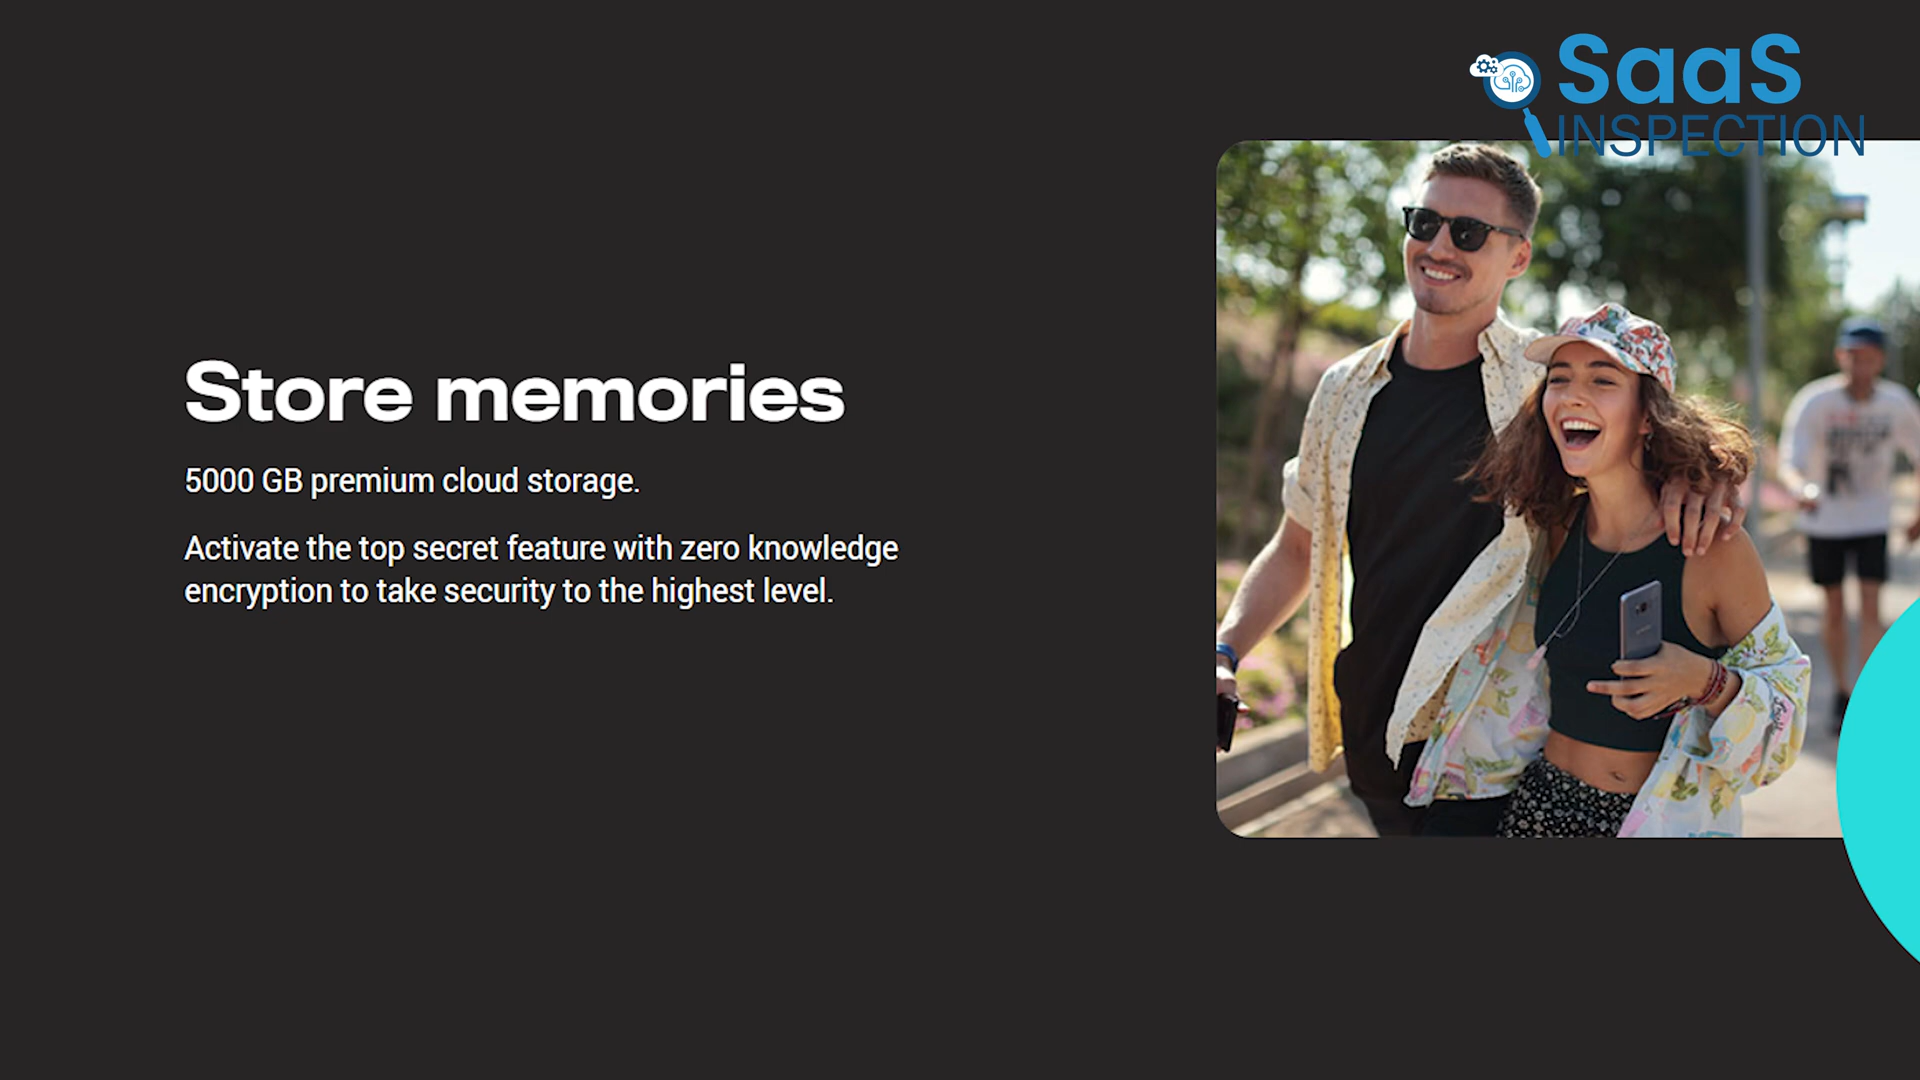 SaaS
INSPECTION
Store memories
5000 GB premium cloud storage.
Activate the top secret feature with zero knowledge
encryption to take security to the highest level.